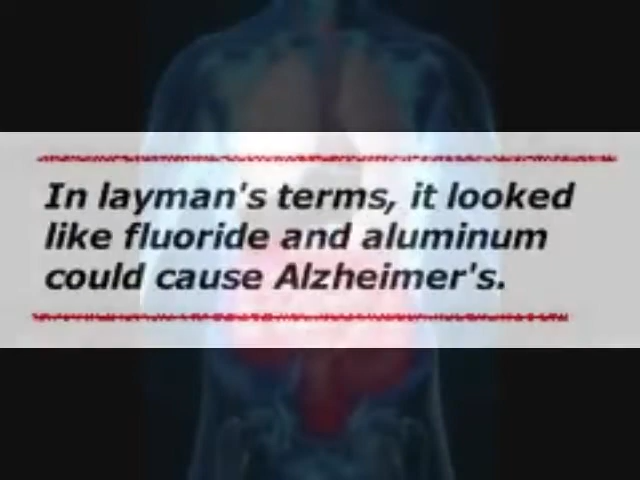 In layman's terms, it looked
like fluoride and aluminum
could cause Alzheimer's.